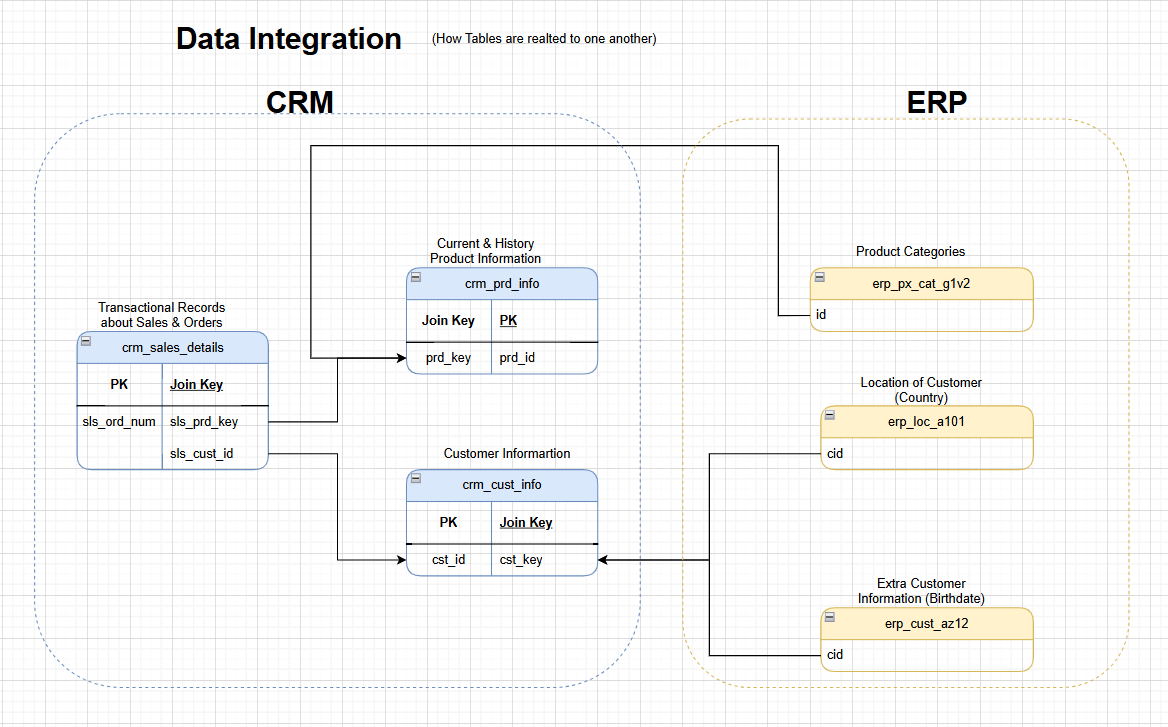 Data Integration
(How Tables are realted to one another)
CRM
ERP
Current & History
Product Information
crm_prd_info
Join Key
PK
prd_key
prd_id
Transactional Records
about Sales & Orders
crm_sales_details
PK
Join Key
sls_ord_num
sls_prd_key
sls_cust_id
Customer Informartion
crm_cust_info
PK
Join Key
cst_id
cst_key
Product Categories
erp_px_cat_g1v2
id
Location of Customer
(Country)
erp_loc_a101
cid
Extra Customer
Information (Birthdate)
erp_cust_az12
cid